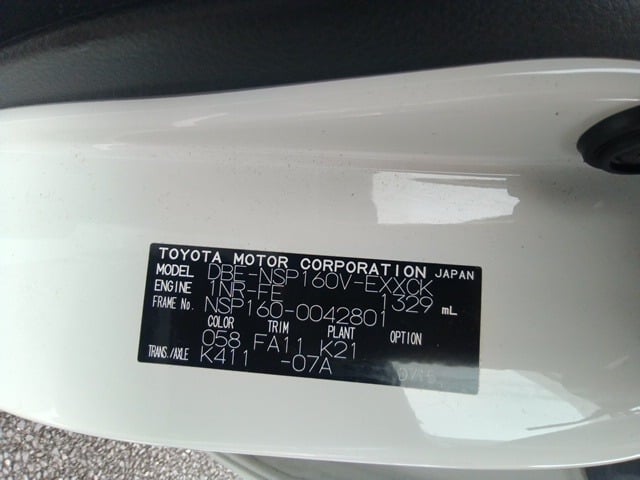 TOYOTA MOTOR CORPORATION JAPAN
MODEL DBE-NSP160V-EXXCK
ENGINE 1NR-FE 1329 mL
FRAME No. NSP160-0042801
COLOR TRIM PLANT OPTION
058 FA11 K21
TRANS./AXLE K411 -07A